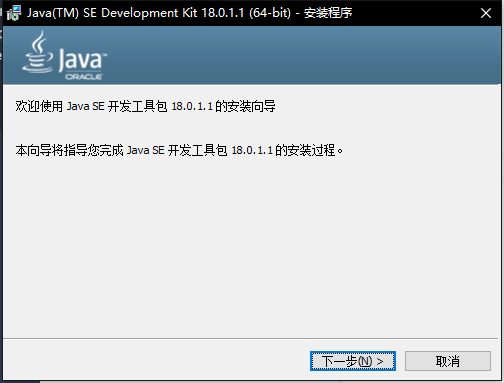 Java(TM) SE Development Kit 18.0.1.1 (64-bit) - 安装程序
Java
ORACLE
欢迎使用 Java SE 开发工具包 18.0.1.1 的安装向导
本向导将指导您完成 Java SE 开发工具包 18.0.1.1 的安装过程。
下一步(N) >
取消